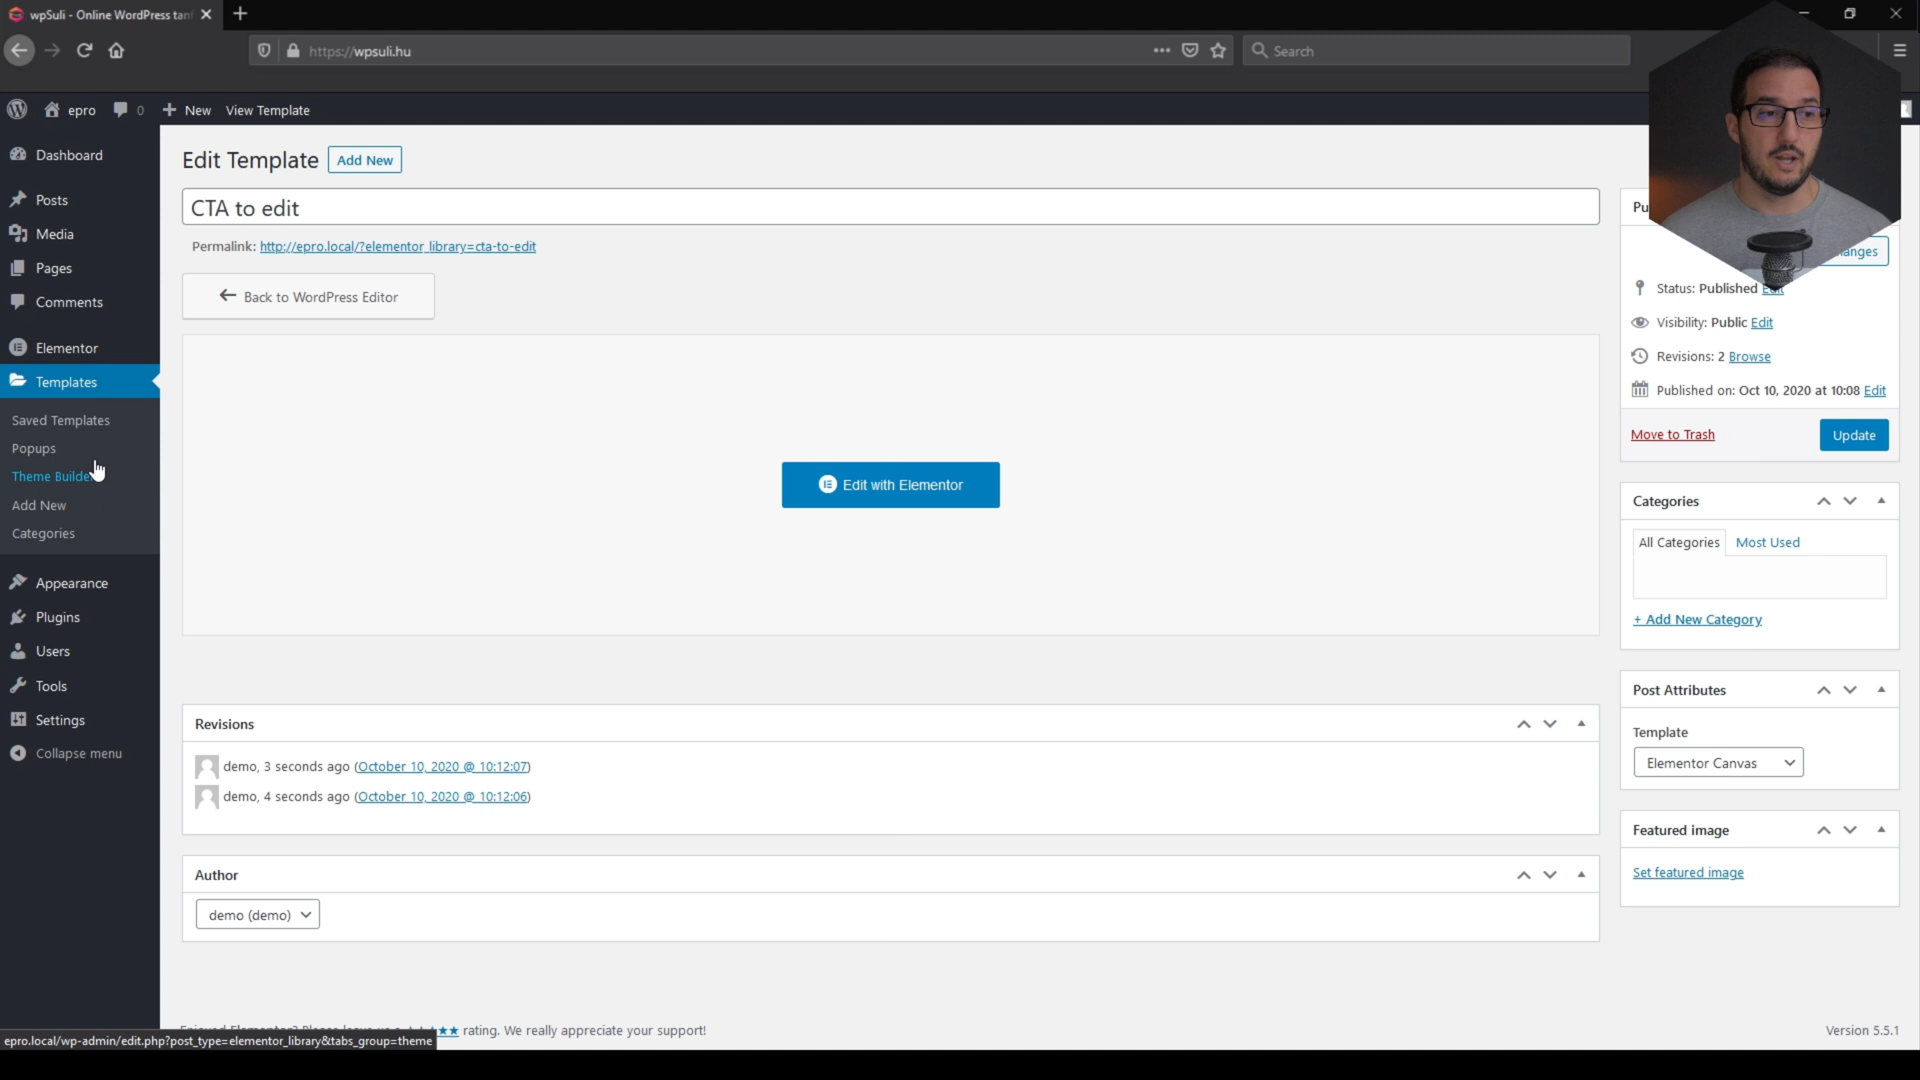 wpSuli - Online WordPress tan
https://wpsuli.hu
Search
epro
0
New
View Template
Dashboard
Posts
Media
Pages
Comments
Elementor
Templates
Saved Templates
Popups
Theme Builde
Add New
Categories
Appearance
Plugins
Users
Tools
Settings
Collapse menu
Edit Template
Add New
CTA to edit
Permalink: http://epro.local/?elementor_library=cta-to-edit
Back to WordPress Editor
Edit with Elementor
Revisions
demo, 3 seconds ago (October 10, 2020 @ 10:12:07)
demo, 4 seconds ago (October 10, 2020 @ 10:12:06)
Author
demo (demo)
Pu
anges
Status: Published Edit
Visibility: Public Edit
Revisions: 2 Browse
Published on: Oct 10, 2020 at 10:08 Edit
Move to Trash
Update
Categories
All Categories
Most Used
+ Add New Category
Post Attributes
Template
Elementor Canvas
Featured image
Set featured image
★★ rating. We really appreciate your support!
Version 5.5.1
epro.local/wp-admin/edit.php?post_type=elementor_library&tabs_group=theme